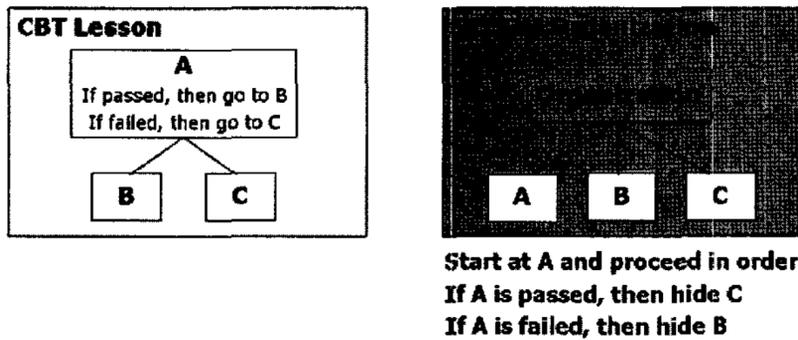 CBT Lesson
A
If passed, then go to B
If failed, then go to C
B
C
A
B
C
Start at A and proceed in order
If A is passed, then hide C
If A is failed, then hide B